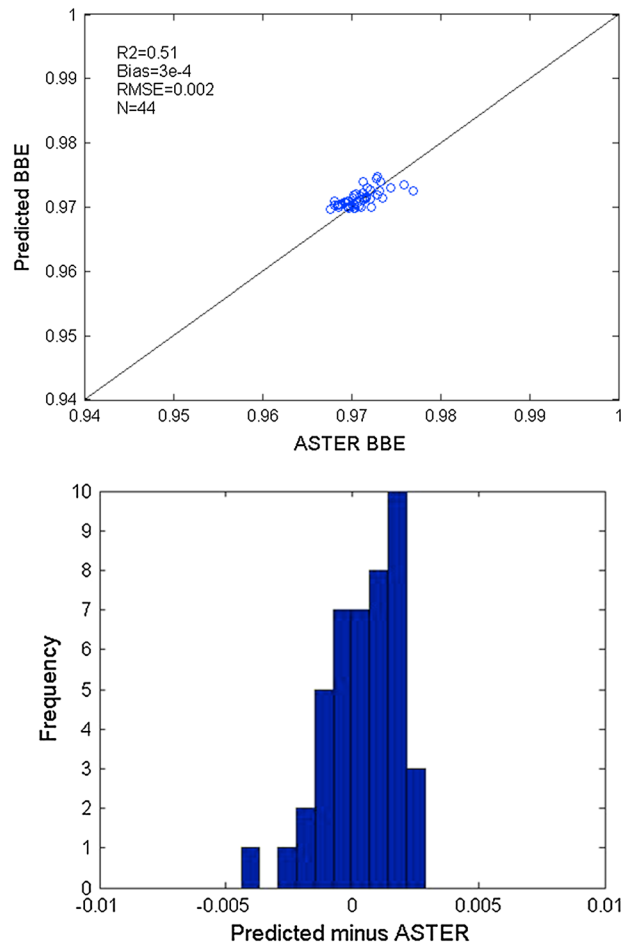 R2=0.51
Bias=3e-4
RMSE=0.002
N=44
1
0.99
0.98
0.97
0.96
0.95
0.94
Predicted BBE
0.94 0.95 0.96 0.97 0.98 0.99 1
ASTER BBE
10
9
8
7
6
5
4
3
2
1
0
Frequency
-0.01 -0.005 0 0.005 0.01
Predicted minus ASTER